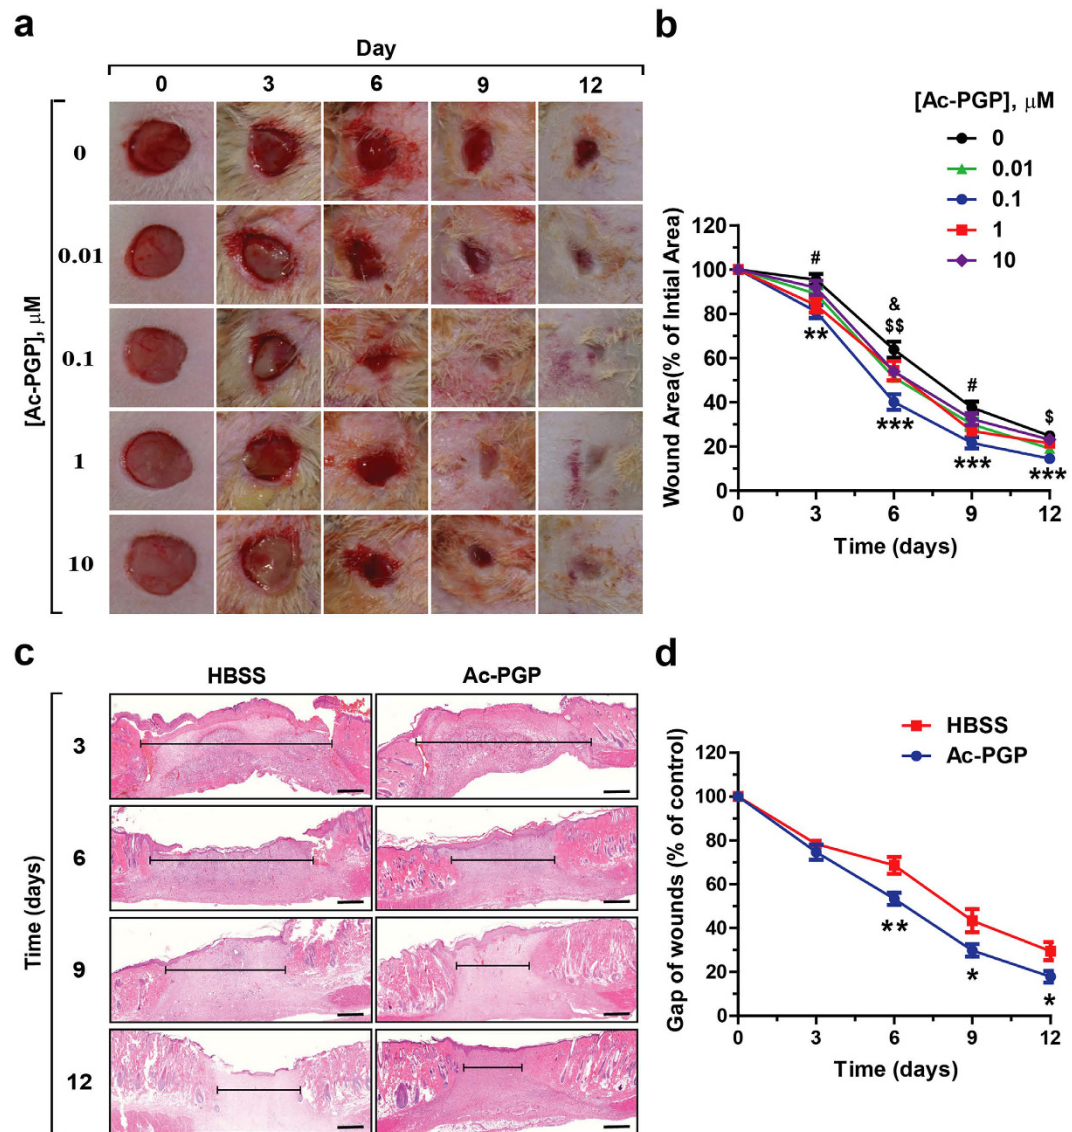 a
Day
0 3 6 9 12
[Ac-PGP], μM
0
0.01
0.1
1
10
b
[Ac-PGP], μM
0
0.01
0.1
1
10
Wound Area(% of Intial Area)
120
100
80
60
40
20
0
#
**
&
$$
***
#
***
$
***
0 3 6 9 12
Time (days)
c
HBSS Ac-PGP
Time (days)
3
6
9
12
d
HBSS
Ac-PGP
Gap of wounds (% of control)
120
100
80
60
40
20
0
**
*
*
0 3 6 9 12
Time (days)